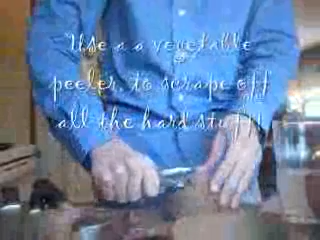 Use a a vegetable
peeler, to scrape off
all the hard stuff!!